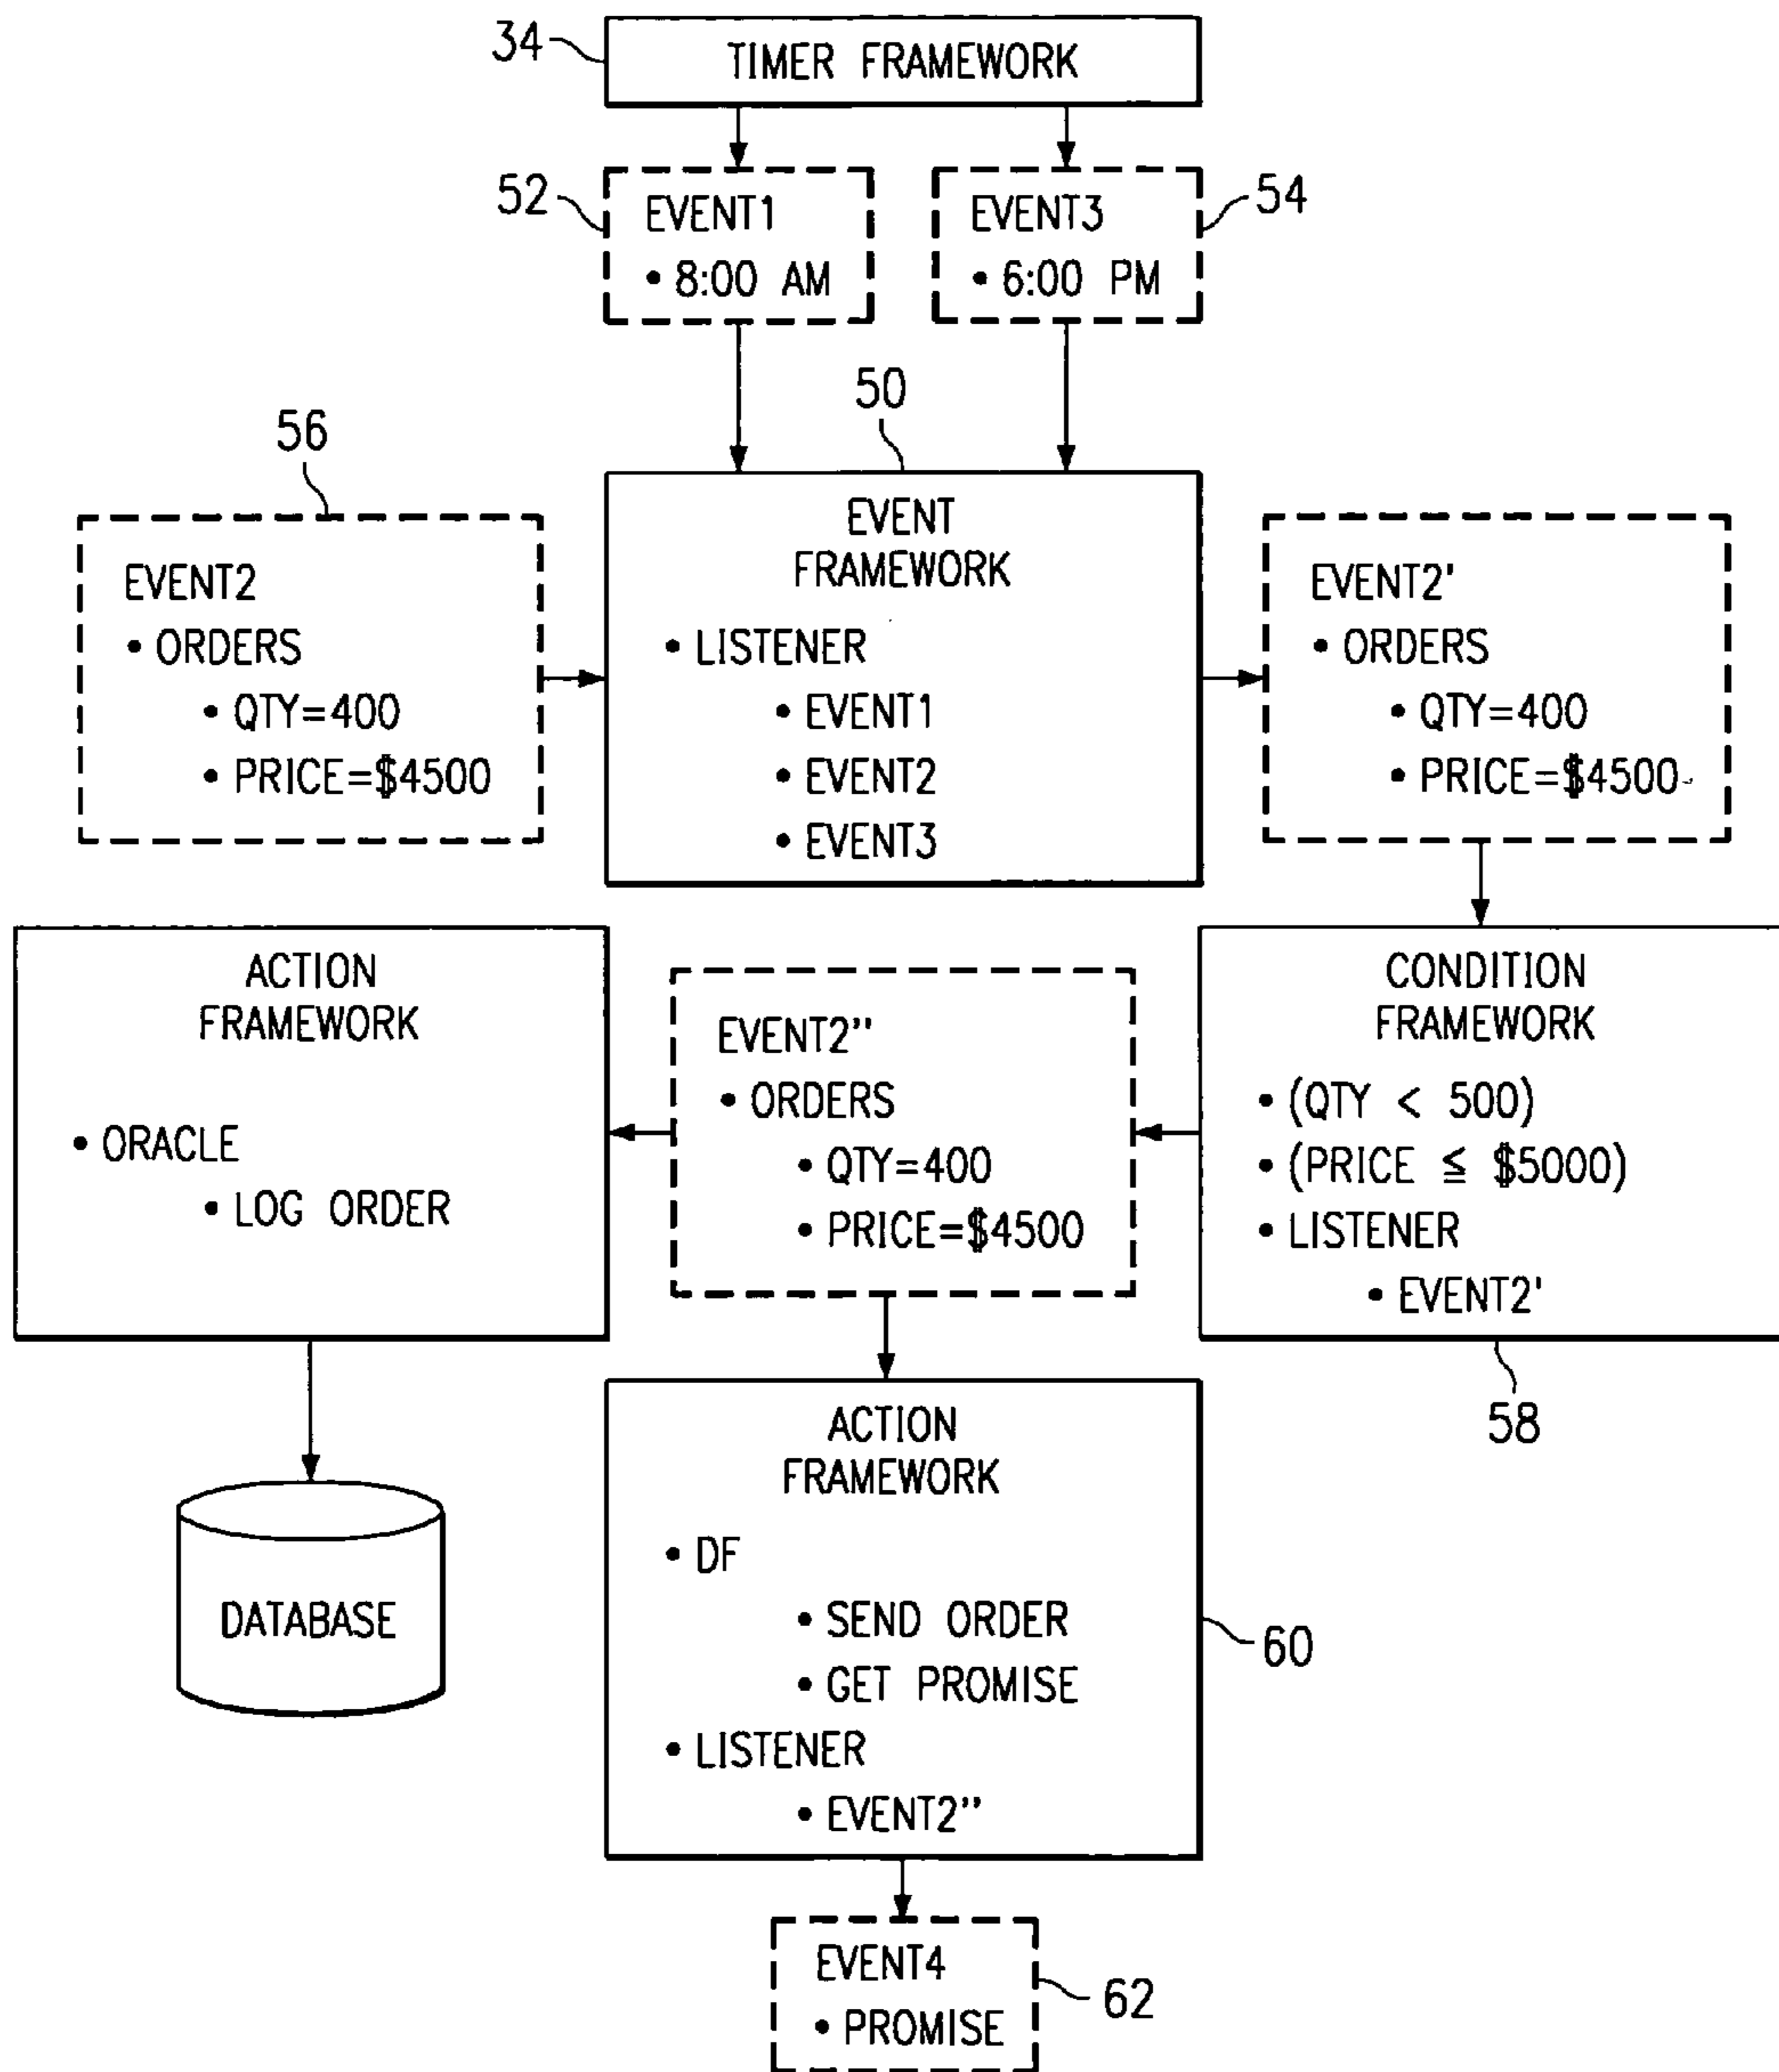 34
TIMER FRAMEWORK
52
EVENT1
• 8:00 AM
EVENT3
• 6:00 PM
54
50
56
EVENT2
• ORDERS
• QTY=400
• PRICE=$4500
EVENT
FRAMEWORK
• LISTENER
• EVENT1
• EVENT2
• EVENT3
EVENT2'
• ORDERS
• QTY=400
• PRICE=$4500
ACTION
FRAMEWORK
• ORACLE
• LOG ORDER
EVENT2''
• ORDERS
• QTY=400
• PRICE=$4500
CONDITION
FRAMEWORK
• (QTY < 500)
• (PRICE ≦ $5000)
• LISTENER
• EVENT2'
58
DATABASE
ACTION
FRAMEWORK
• DF
• SEND ORDER
• GET PROMISE
• LISTENER
• EVENT2''
60
EVENT4
• PROMISE
62